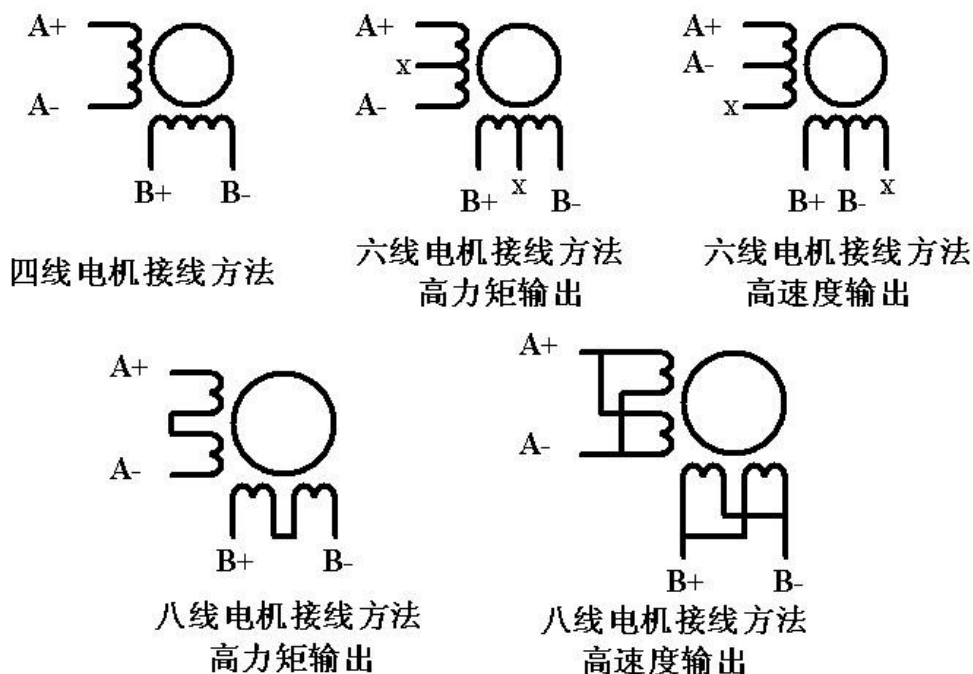 A+
A-
B+ B-
四线电机接线方法
A+
x
A-
x
B+ B-
六线电机接线方法
高力矩输出
A+
A-
x
B+ B- x
六线电机接线方法
高速度输出
A+
A-
B+ B-
八线电机接线方法
高力矩输出
A+
A-
B+ B-
八线电机接线方法
高速度输出